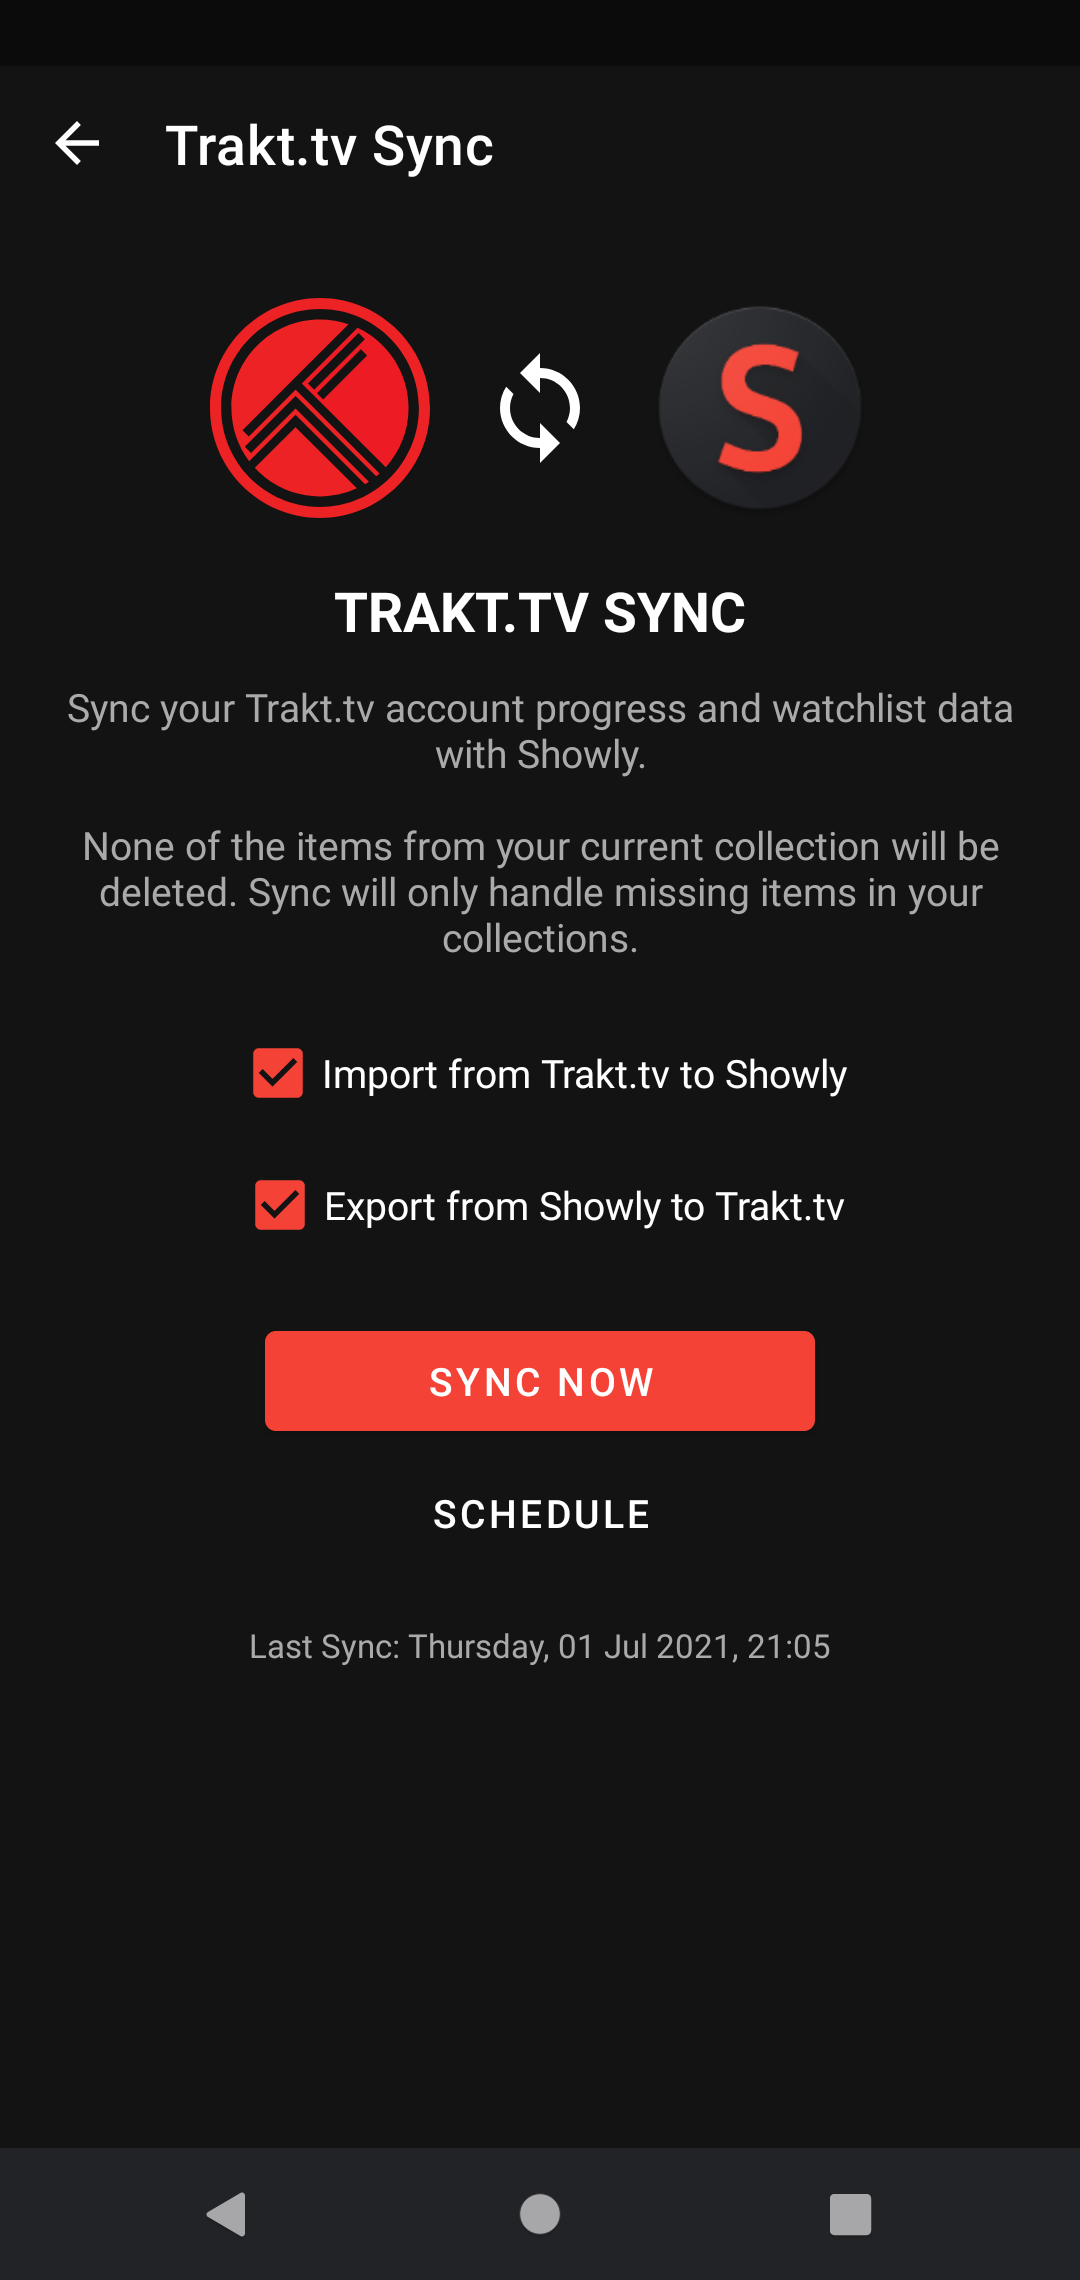 Trakt.tv Sync
S
TRAKT.TV SYNC
Sync your Trakt.tv account progress and watchlist data
with Showly.
None of the items from your current collection will be
deleted. Sync will only handle missing items in your
collections.
Import from Trakt.tv to Showly
Export from Showly to Trakt.tv
SYNC NOW
SCHEDULE
Last Sync: Thursday, 01 Jul 2021, 21:05